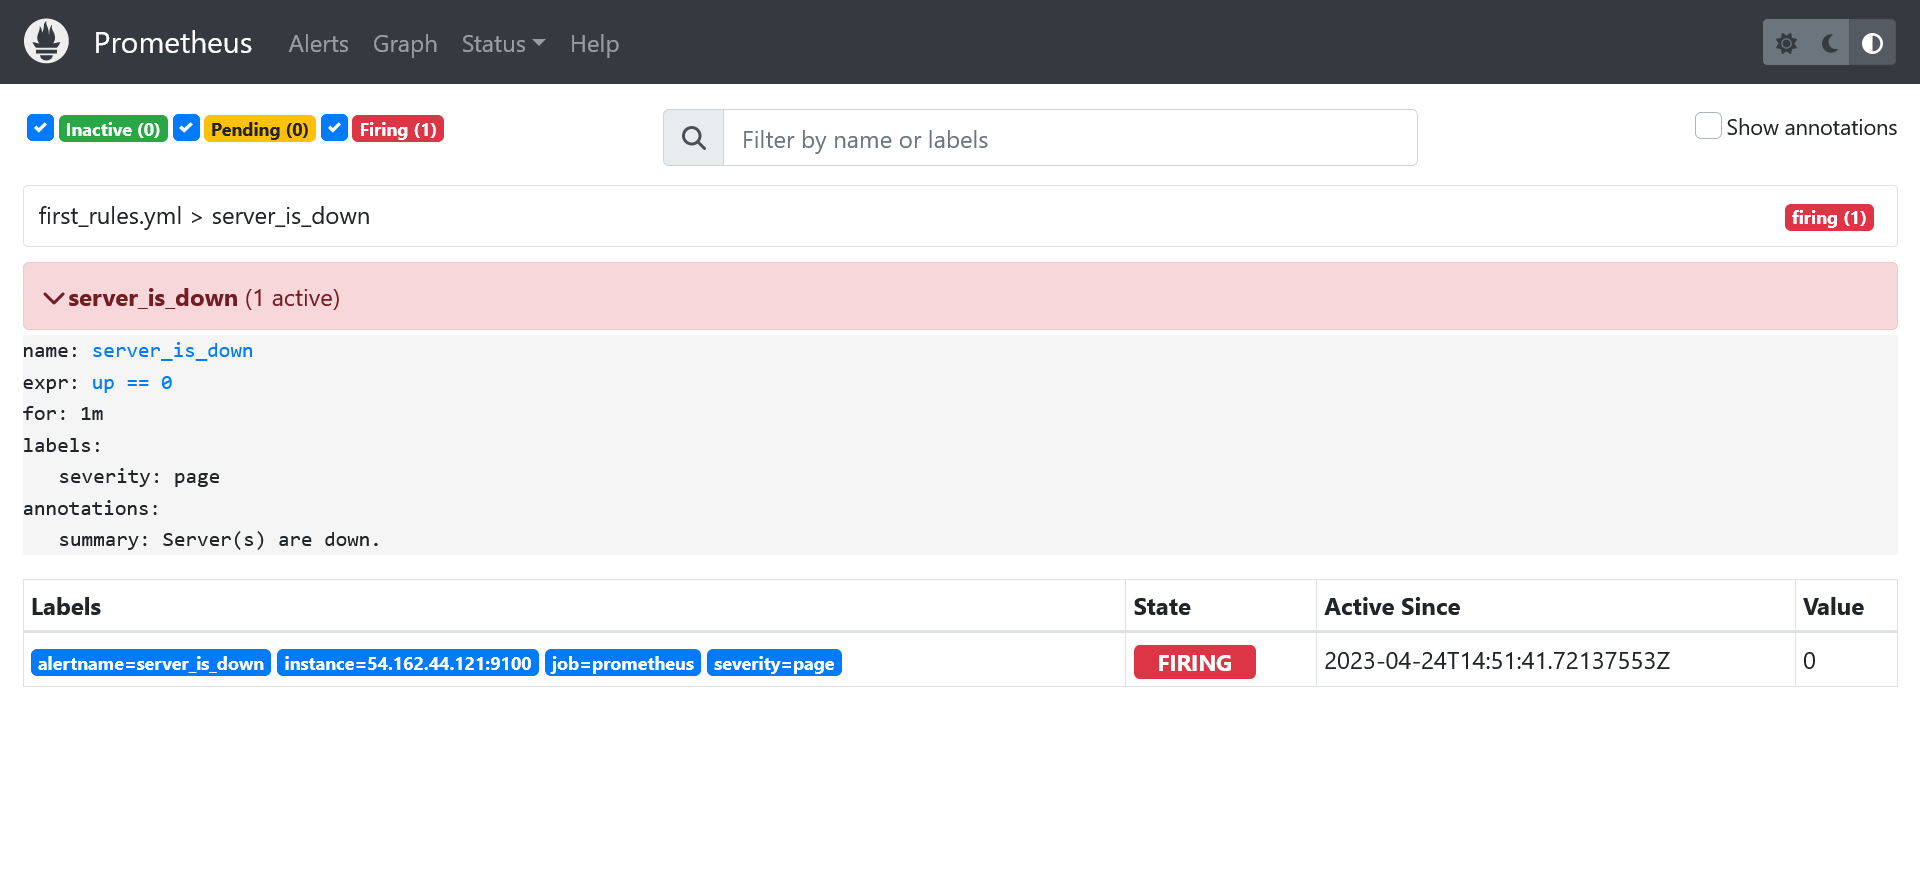 Prometheus Alerts Graph Status Help
Inactive (0) Pending (0) Firing (1) Filter by name or labels Show annotations
first_rules.yml > server_is_down firing (1)
server_is_down (1 active)
name: server_is_down
expr: up == 0
for: 1m
labels:
severity: page
annotations:
summary: Server(s) are down.
Labels State Active Since Value
alertname=server_is_down instance=54.162.44.121:9100 job=prometheus severity=page FIRING 2023-04-24T14:51:41.72137553Z 0